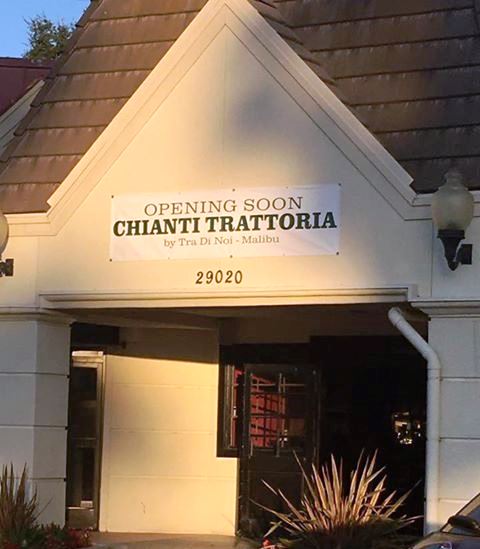 OPENING SOON
CHIANTI TRATTORIA
by Tra Di Noi - Malibu
29020